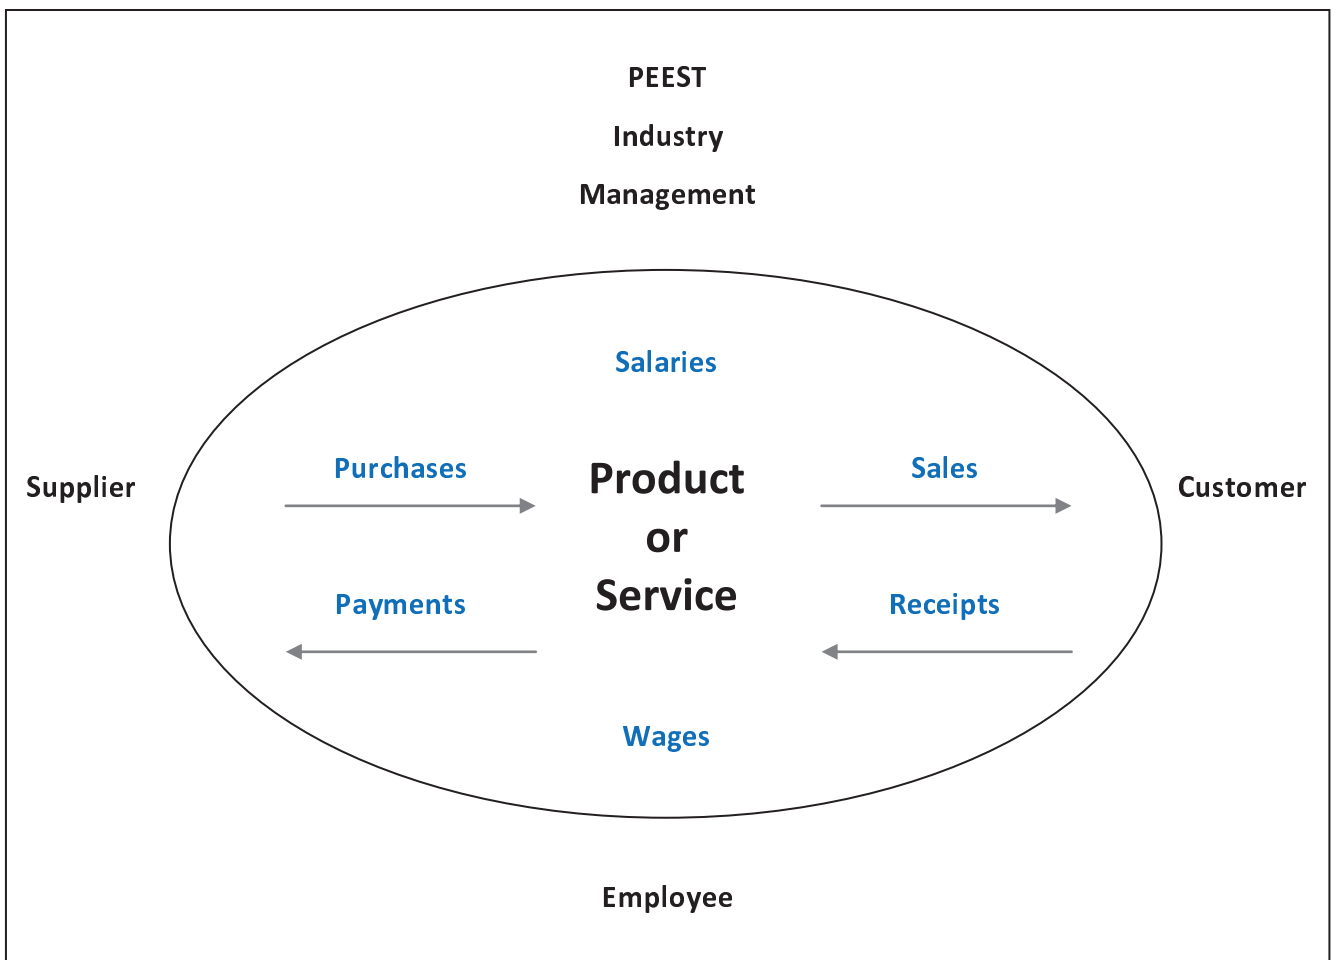 PEEST
Industry
Management
Salaries
Purchases
Sales
Supplier
Product
or
Service
Customer
Payments
Receipts
Wages
Employee